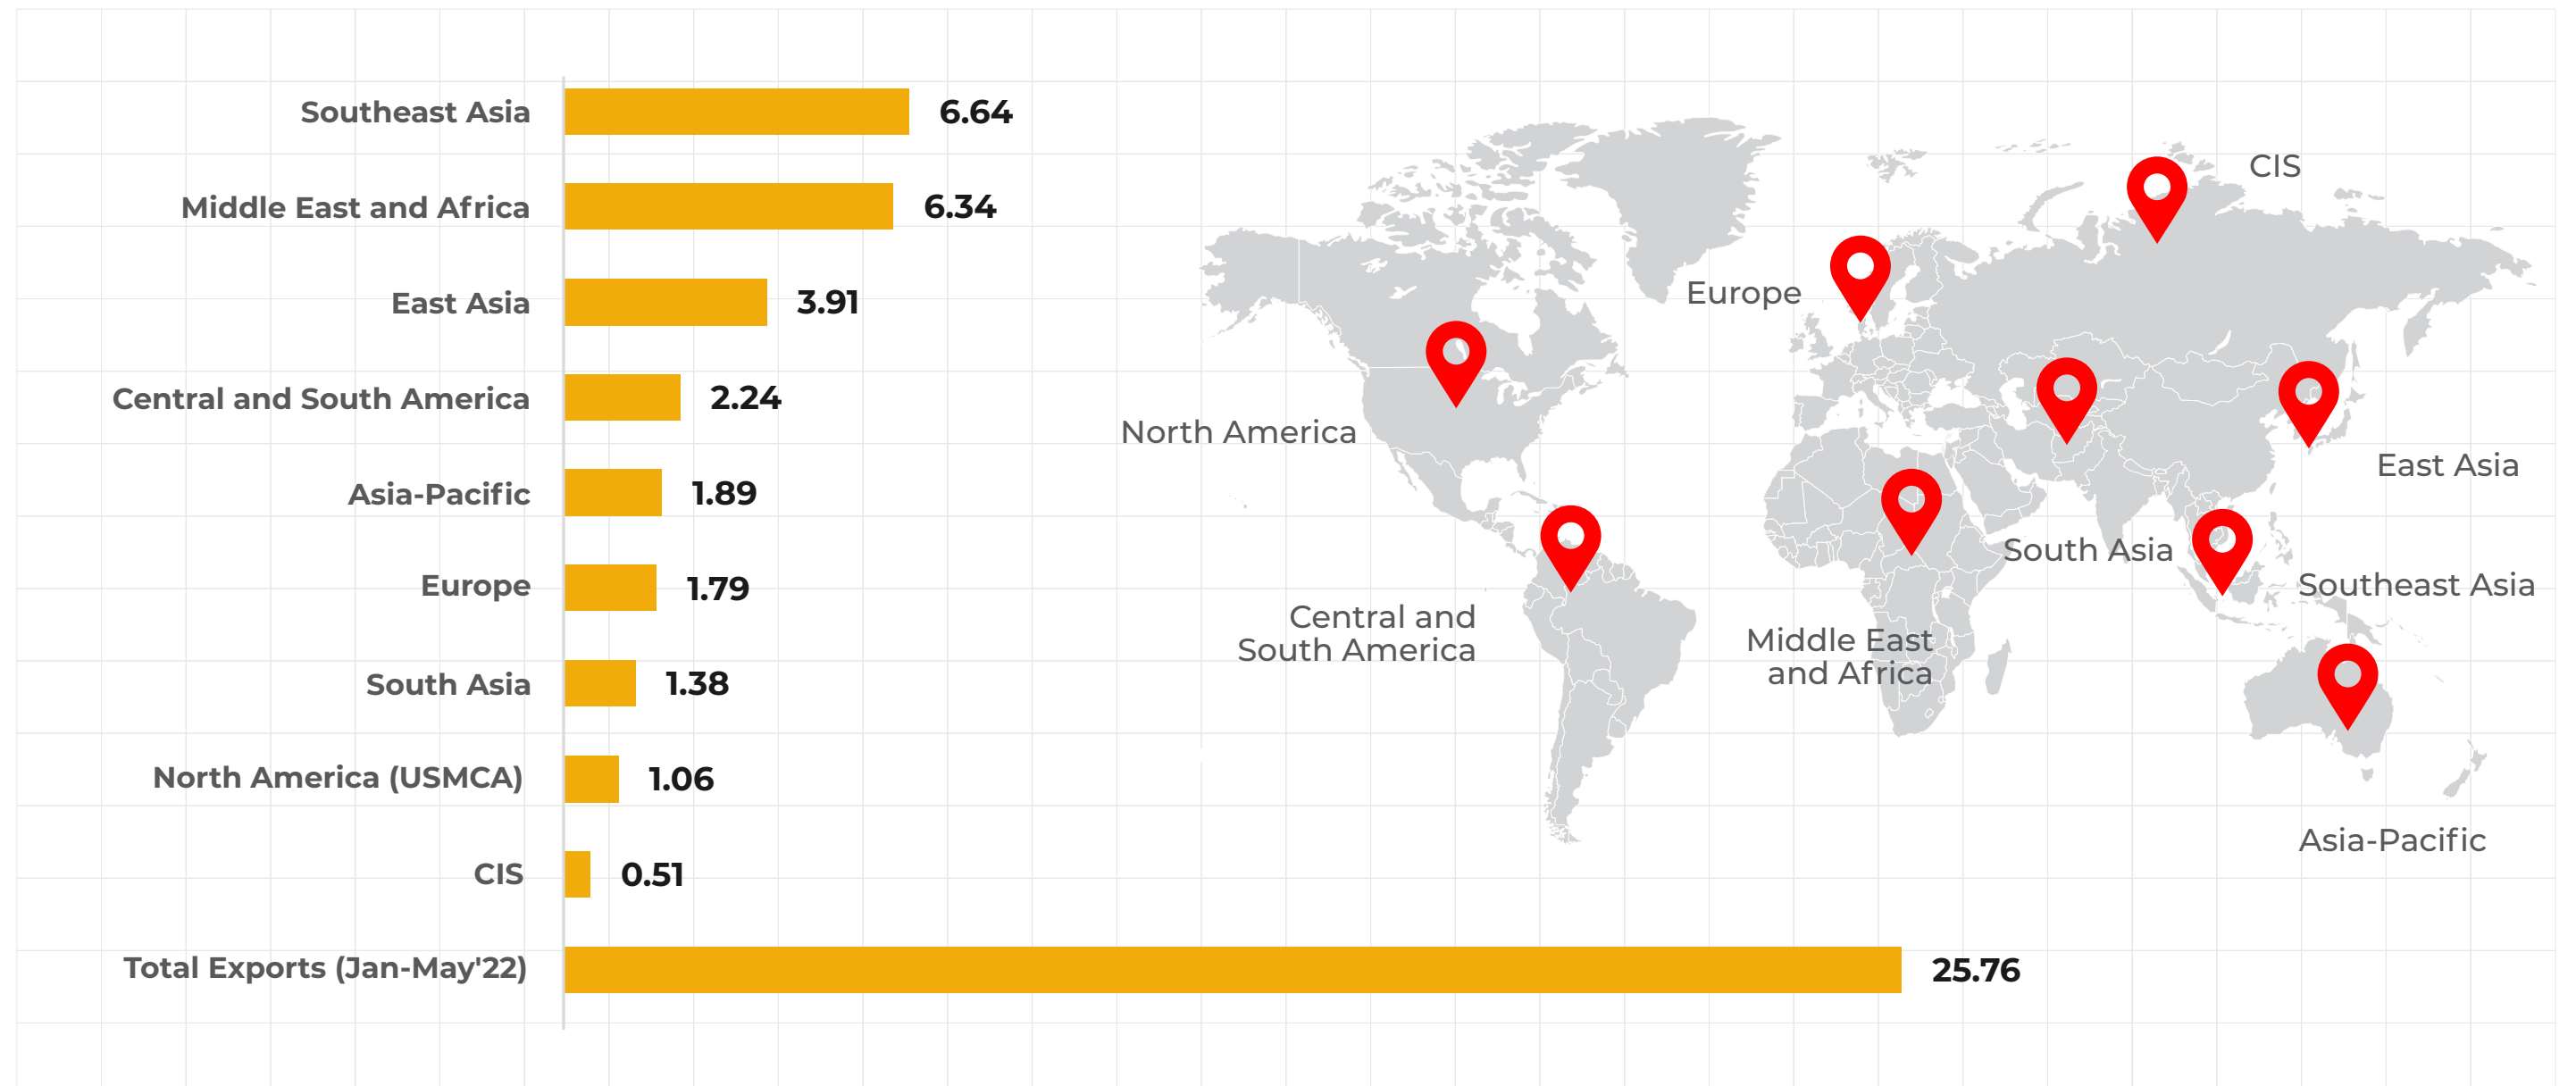 Southeast Asia 6.64
Middle East and Africa 6.34
East Asia 3.91
Central and South America 2.24
Asia-Pacific 1.89
Europe 1.79
South Asia 1.38
North America (USMCA) 1.06
CIS 0.51
Total Exports (Jan-May'22) 25.76
CIS
Europe
North America
East Asia
South Asia
Southeast Asia
Central and
South America
Middle East
and Africa
Asia-Pacific